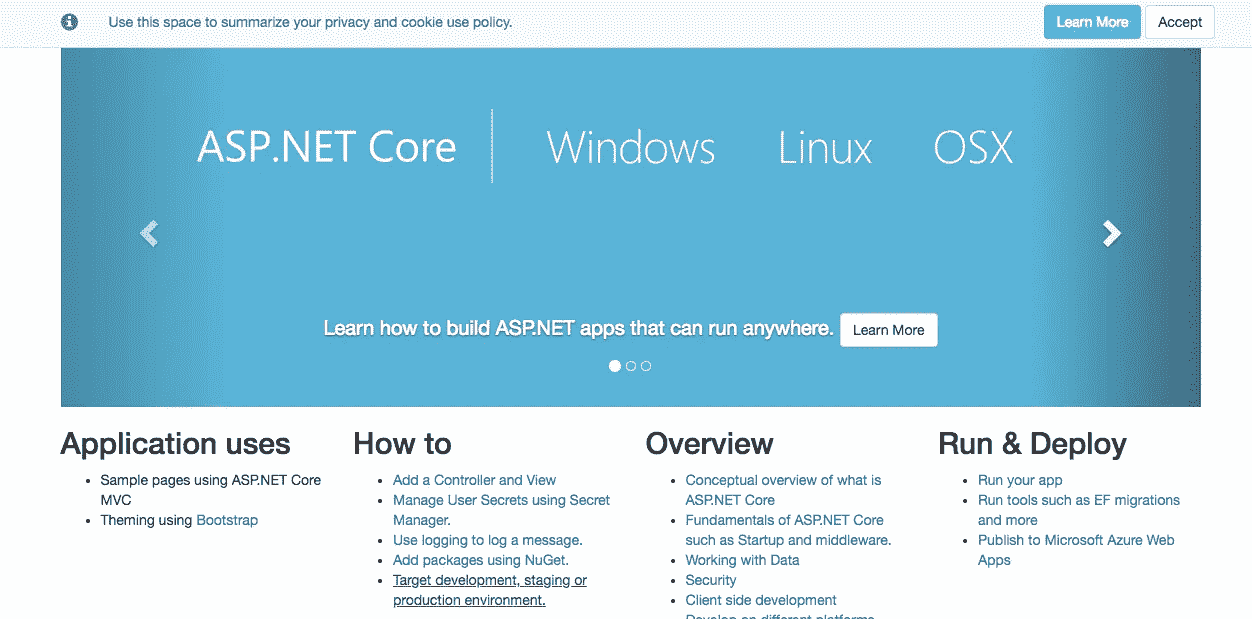 Use this space to summarize your privacy and cookie use policy.
Learn More
Accept
ASP.NET Core
Windows
Linux
OSX
Learn how to build ASP.NET apps that can run anywhere.
Learn More
Application uses
Sample pages using ASP.NET Core
MVC
Theming using Bootstrap
How to
Add a Controller and View
Manage User Secrets using Secret
Manager.
Use logging to log a message.
Add packages using NuGet.
Target development, staging or
production environment.
Overview
Conceptual overview of what is
ASP.NET Core
Fundamentals of ASP.NET Core
such as Startup and middleware.
Working with Data
Security
Client side development
Develop on different platforms
Run & Deploy
Run your app
Run tools such as EF migrations
and more
Publish to Microsoft Azure Web
Apps